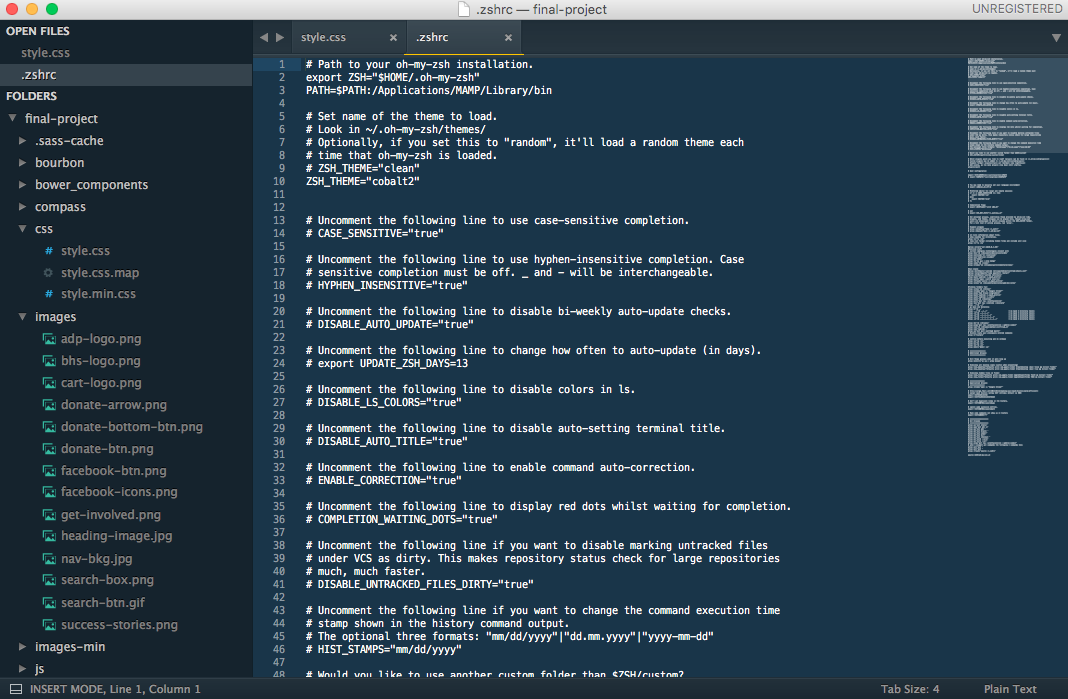 .zshrc — final-project
UNREGISTERED
OPEN FILES
style.css
.zshrc
FOLDERS
final-project
.sass-cache
bourbon
bower_components
compass
css
style.css
style.css.map
style.min.css
images
adp-logo.png
bhs-logo.png
cart-logo.png
donate-arrow.png
donate-bottom-btn.png
donate-btn.png
facebook-btn.png
facebook-icons.png
get-involved.png
heading-image.jpg
nav-bkg.jpg
search-box.png
search-btn.gif
success-stories.png
images-min
js
style.css
.zshrc
1 # Path to your oh-my-zsh installation.
2 export ZSH="$HOME/.oh-my-zsh"
3 PATH=$PATH:/Applications/MAMP/Library/bin
4
5 # Set name of the theme to load.
6 # Look in ~/.oh-my-zsh/themes/
7 # Optionally, if you set this to "random", it'll load a random theme each
8 # time that oh-my-zsh is loaded.
9 # ZSH_THEME="clean"
10 ZSH_THEME="cobalt2"
11
12
13 # Uncomment the following line to use case-sensitive completion.
14 # CASE_SENSITIVE="true"
15
16 # Uncomment the following line to use hyphen-insensitive completion. Case
17 # sensitive completion must be off. _ and - will be interchangeable.
18 # HYPHEN_INSENSITIVE="true"
19
20 # Uncomment the following line to disable bi-weekly auto-update checks.
21 # DISABLE_AUTO_UPDATE="true"
22
23 # Uncomment the following line to change how often to auto-update (in days).
24 # export UPDATE_ZSH_DAYS=13
25
26 # Uncomment the following line to disable colors in ls.
27 # DISABLE_LS_COLORS="true"
28
29 # Uncomment the following line to disable auto-setting terminal title.
30 # DISABLE_AUTO_TITLE="true"
31
32 # Uncomment the following line to enable command auto-correction.
33 # ENABLE_CORRECTION="true"
34
35 # Uncomment the following line to display red dots whilst waiting for completion.
36 # COMPLETION_WAITING_DOTS="true"
37
38 # Uncomment the following line if you want to disable marking untracked files
39 # under VCS as dirty. This makes repository status check for large repositories
40 # much, much faster.
41 # DISABLE_UNTRACKED_FILES_DIRTY="true"
42
43 # Uncomment the following line if you want to change the command execution time
44 # stamp shown in the history command output.
45 # The optional three formats: "mm/dd/yyyy"|"dd.mm.yyyy"|"yyyy-mm-dd"
46 # HIST_STAMPS="mm/dd/yyyy"
47
48 # Would you like to use another custom folder than $ZSH/custom?
INSERT MODE, Line 1, Column 1
Tab Size: 4
Plain Text